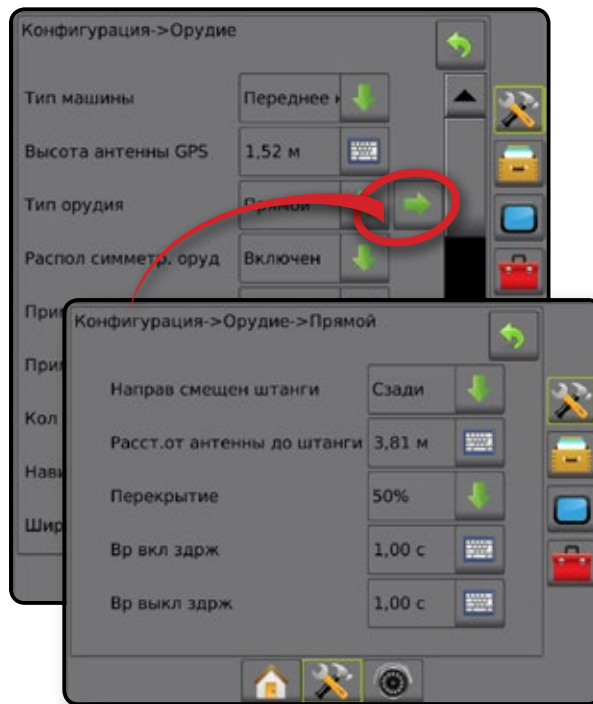 Конфигурация->Орудие
Тип машины Переднее
Высота антенны GPS 1,52 м
Тип орудия Прямой
Распол симметр. оруд Включен
Конфигурация->Орудие->Прямой
Кол
Направ смещен штанги Сзади
Расст.от антенны до штанги 3,81 м
Перекрытие 50%
Вр вкл здрж 1,00 с
Вр выкл здрж 1,00 с